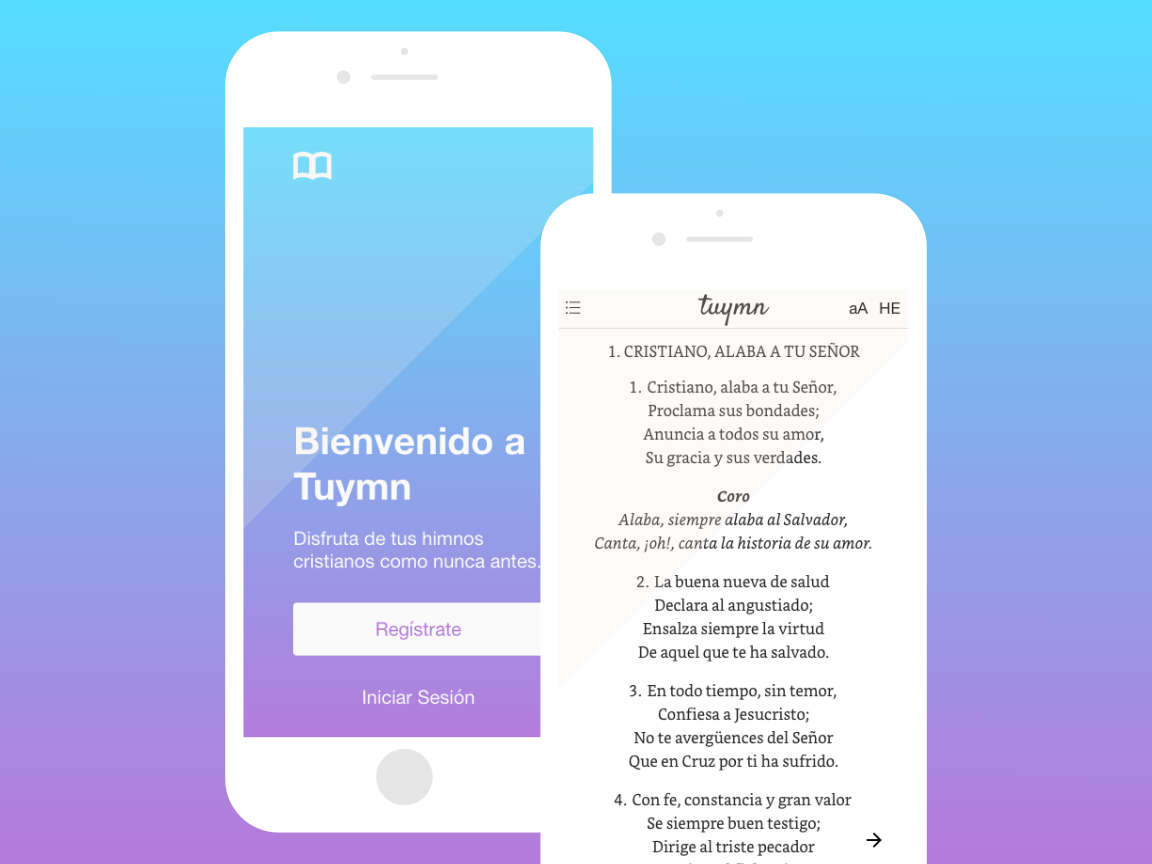 Bienvenido a
Tuymn
Disfruta de tus himnos
cristianos como nunca antes.
Regístrate
Iniciar Sesión
tuymn
aA HE
1. CRISTIANO, ALABA A TU SEÑOR
1. Cristiano, alaba a tu Señor,
Proclama sus bondades;
Anuncia a todos su amor,
Su gracia y sus verdades.
Coro
Alaba, siempre alaba al Salvador,
Canta, ¡oh!, canta la historia de su amor.
2. La buena nueva de salud
Declara al angustiado;
Ensalza siempre la virtud
De aquel que te ha salvado.
3. En todo tiempo, sin temor,
Confiesa a Jesucristo;
No te avergüences del Señor
Que en Cruz por ti ha sufrido.
4. Con fe, constancia y gran valor
Se siempre buen testigo;
Dirige al triste pecador